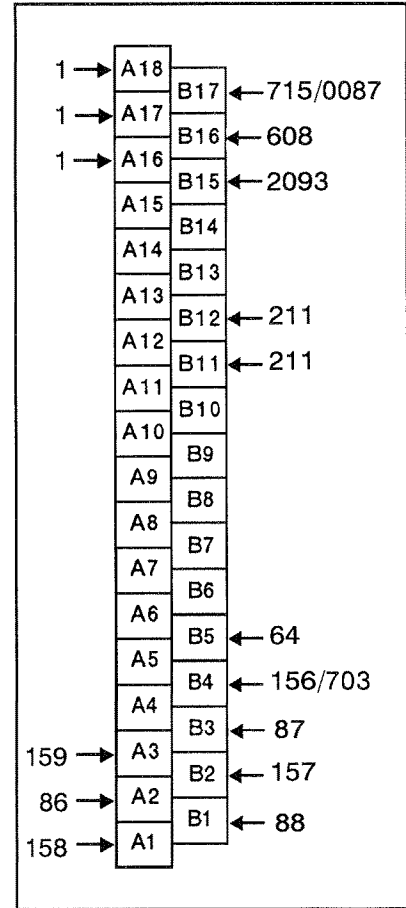 1 A18
B17 715/0087
1 A17
B16 608
1 A16
B15 2093
A15
B14
A14
B13
A13
B12 211
A12
B11 211
A11
B10
A10
B9
A9
B8
A8
B7
A7
B6
A6
B5 64
A5
B4 156/703
A4
B3 87
159 A3
B2 157
86 A2
B1 88
158 A1